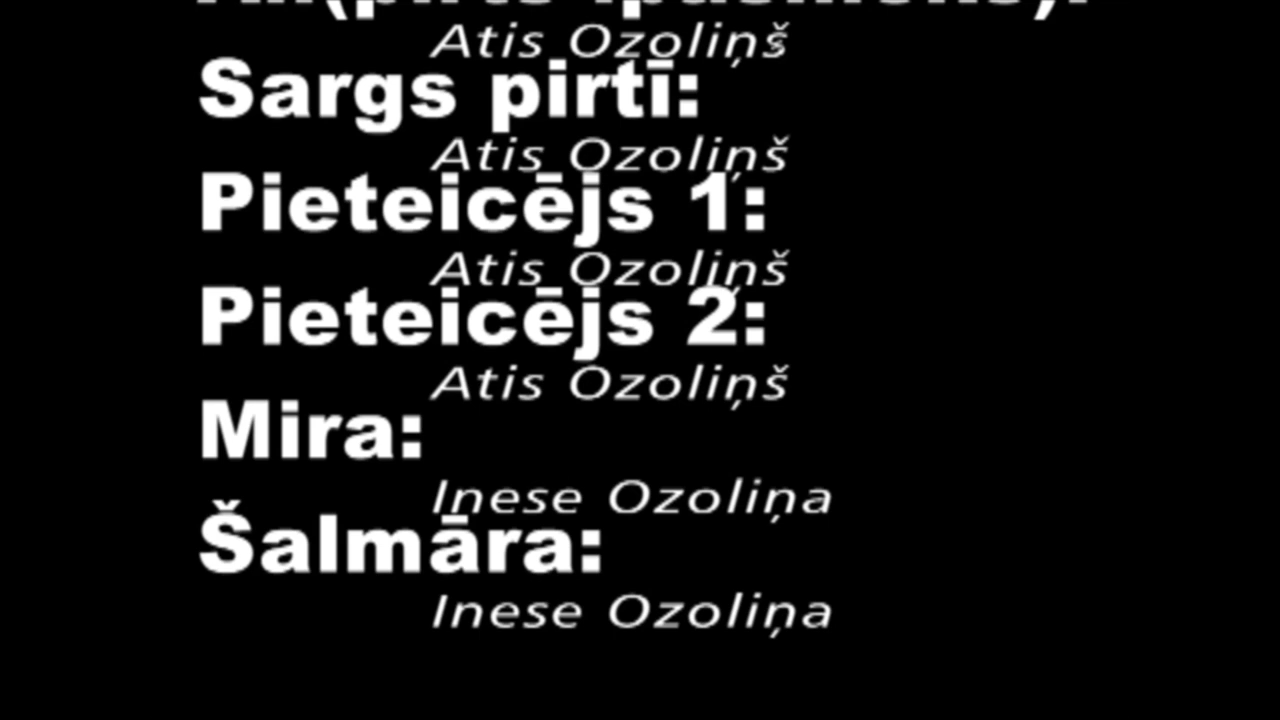 Atis Ozoliņš
Sargs pirtī:
Atis Ozoliņš
Pieteicējs 1:
Atis Ozoliņš
Pieteicējs 2:
Atis Ozoliņš
Mira:
Inese Ozoliņa
Šalmāra:
Inese Ozoliņa